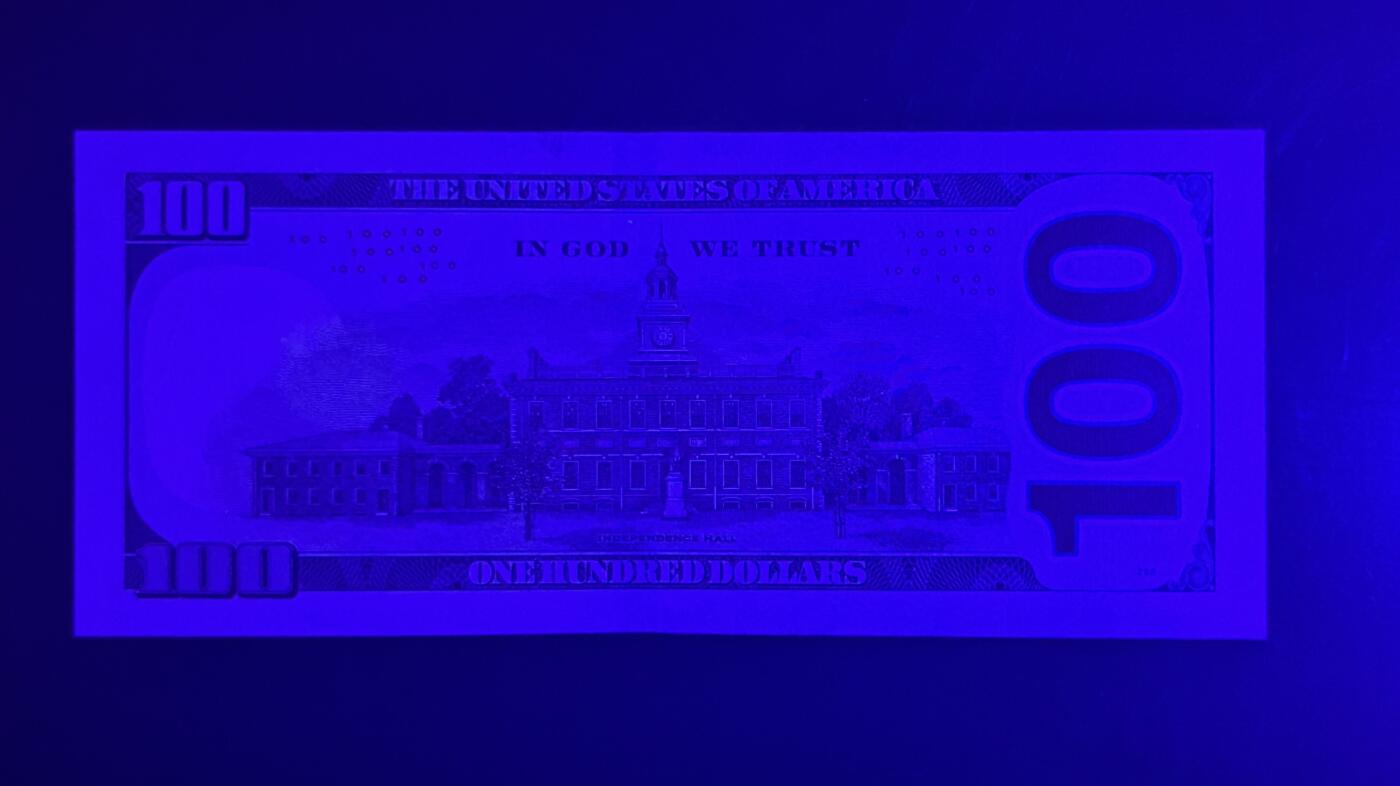 100
THE UNITED STATES OF AMERICA
IN GOD WE TRUST
100
INDEPENDENCE HALL
100
ONE HUNDRED DOLLARS